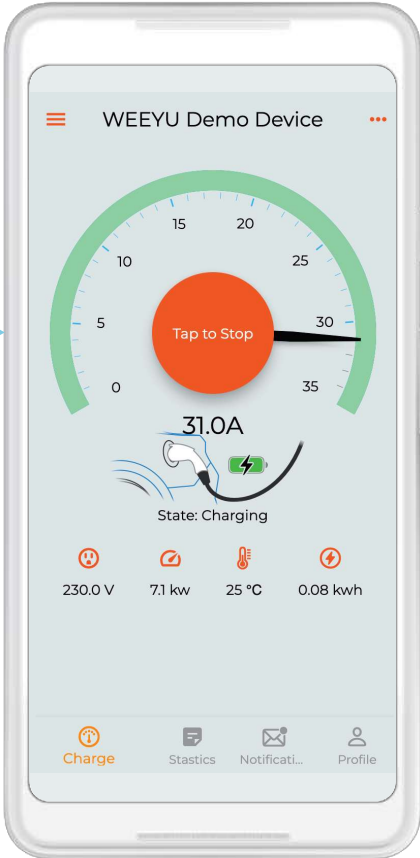 WEEYU Demo Device
15 20
10 25
Tap to Stop
5 30
0 35
31.0A
State: Charging
230.0 V 7.1 kw 25 °C 0.08 kwh
Charge Stastics Notificati... Profile